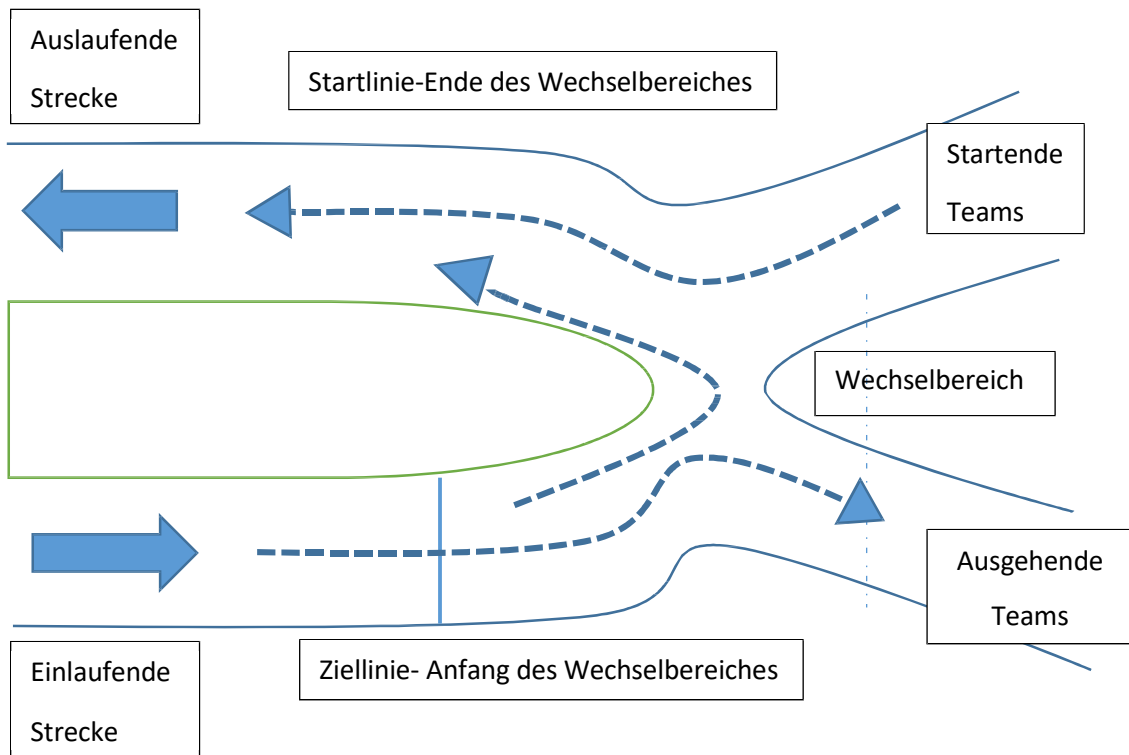 Auslaufende
Strecke
Startlinie-Ende des Wechselbereiches
Startende
Teams
Wechselbereich
Ausgehende
Teams
Einlaufende
Strecke
Ziellinie- Anfang des Wechselbereiches